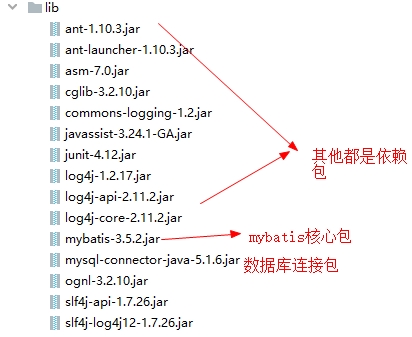 lib
ant-1.10.3.jar
ant-launcher-1.10.3.jar
asm-7.0.jar
cglib-3.2.10.jar
commons-logging-1.2.jar
javassist-3.24.1-GA.jar
junit-4.12.jar
其他都是依赖
包
log4j-1.2.17.jar
log4j-api-2.11.2.jar
log4j-core-2.11.2.jar
mybatis-3.5.2.jar
mybatis核心包
mysql-connector-java-5.1.6.jar
数据库连接包
ognl-3.2.10.jar
slf4j-api-1.7.26.jar
slf4j-log4j12-1.7.26.jar